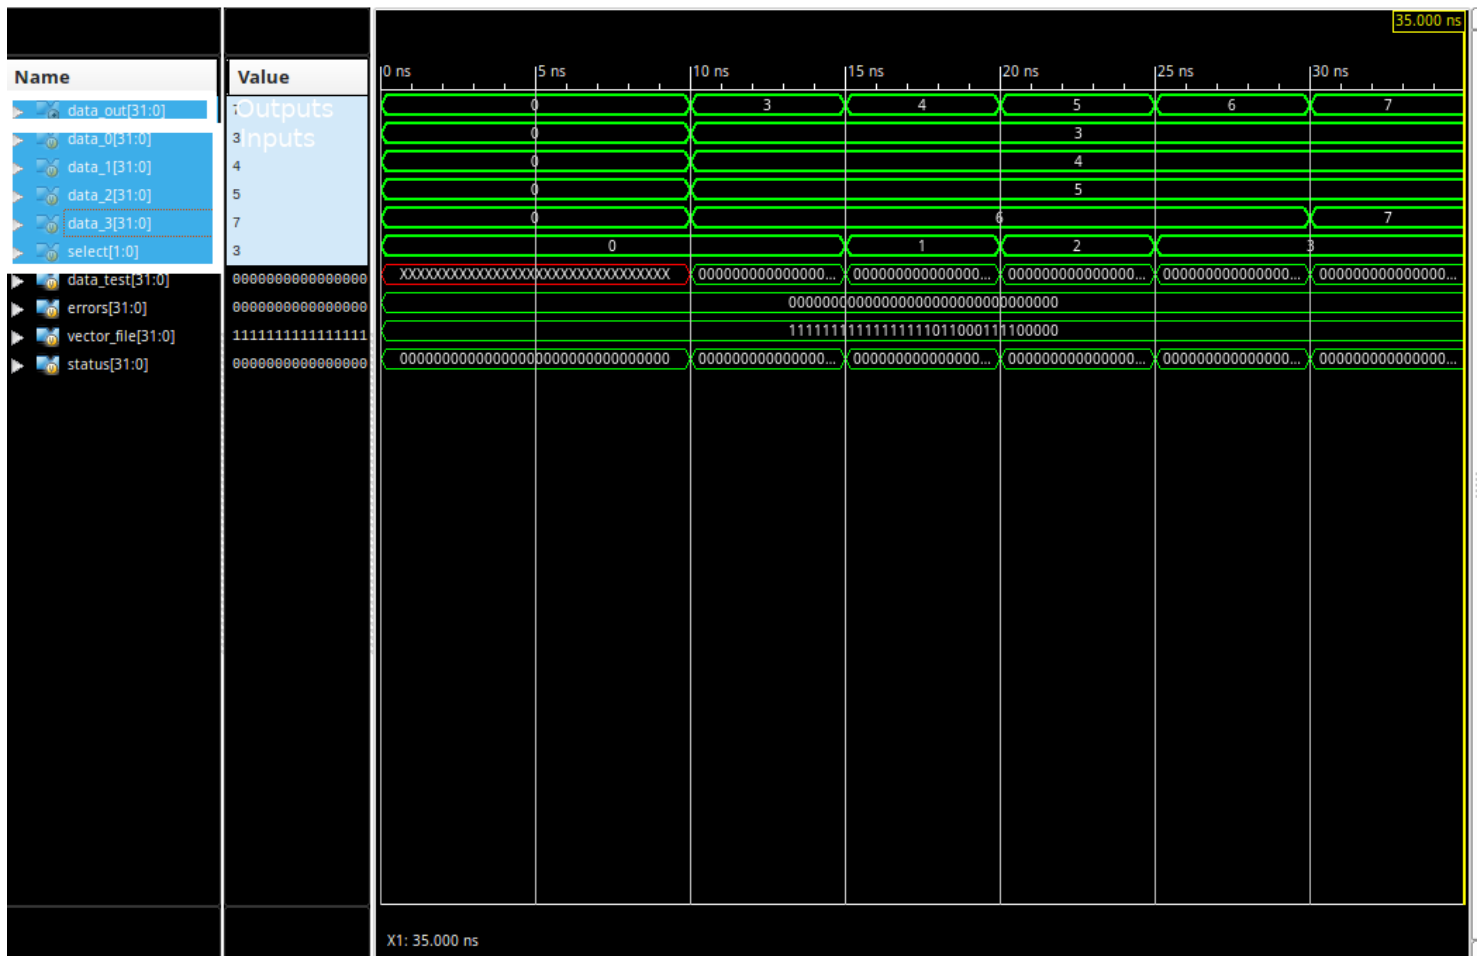 35.000 ns
Name Value 0 ns 5 ns 10 ns 15 ns 20 ns 25 ns 30 ns
data_out[31:0] Outputs 0 3 4 5 6 7
data_0[31:0] 3 Inputs 0 3
data_1[31:0] 4 0 4
data_2[31:0] 5 0 5
data_3[31:0] 7 0 6 7
select[1:0] 3 0 1 2 3
data_test[31:0] 0000000000000000 XXXXXXXXXXXXXXXXXXXXXXXXXXXXXXXX 000000000000000... 000000000000000... 000000000000000... 000000000000000... 000000000000000...
errors[31:0] 0000000000000000 00000000000000000000000000000000
vector_file[31:0] 1111111111111111 11111111111111111011000111100000
status[31:0] 0000000000000000 00000000000000000000000000000000 000000000000000... 000000000000000... 000000000000000... 000000000000000... 000000000000000...
X1: 35.000 ns